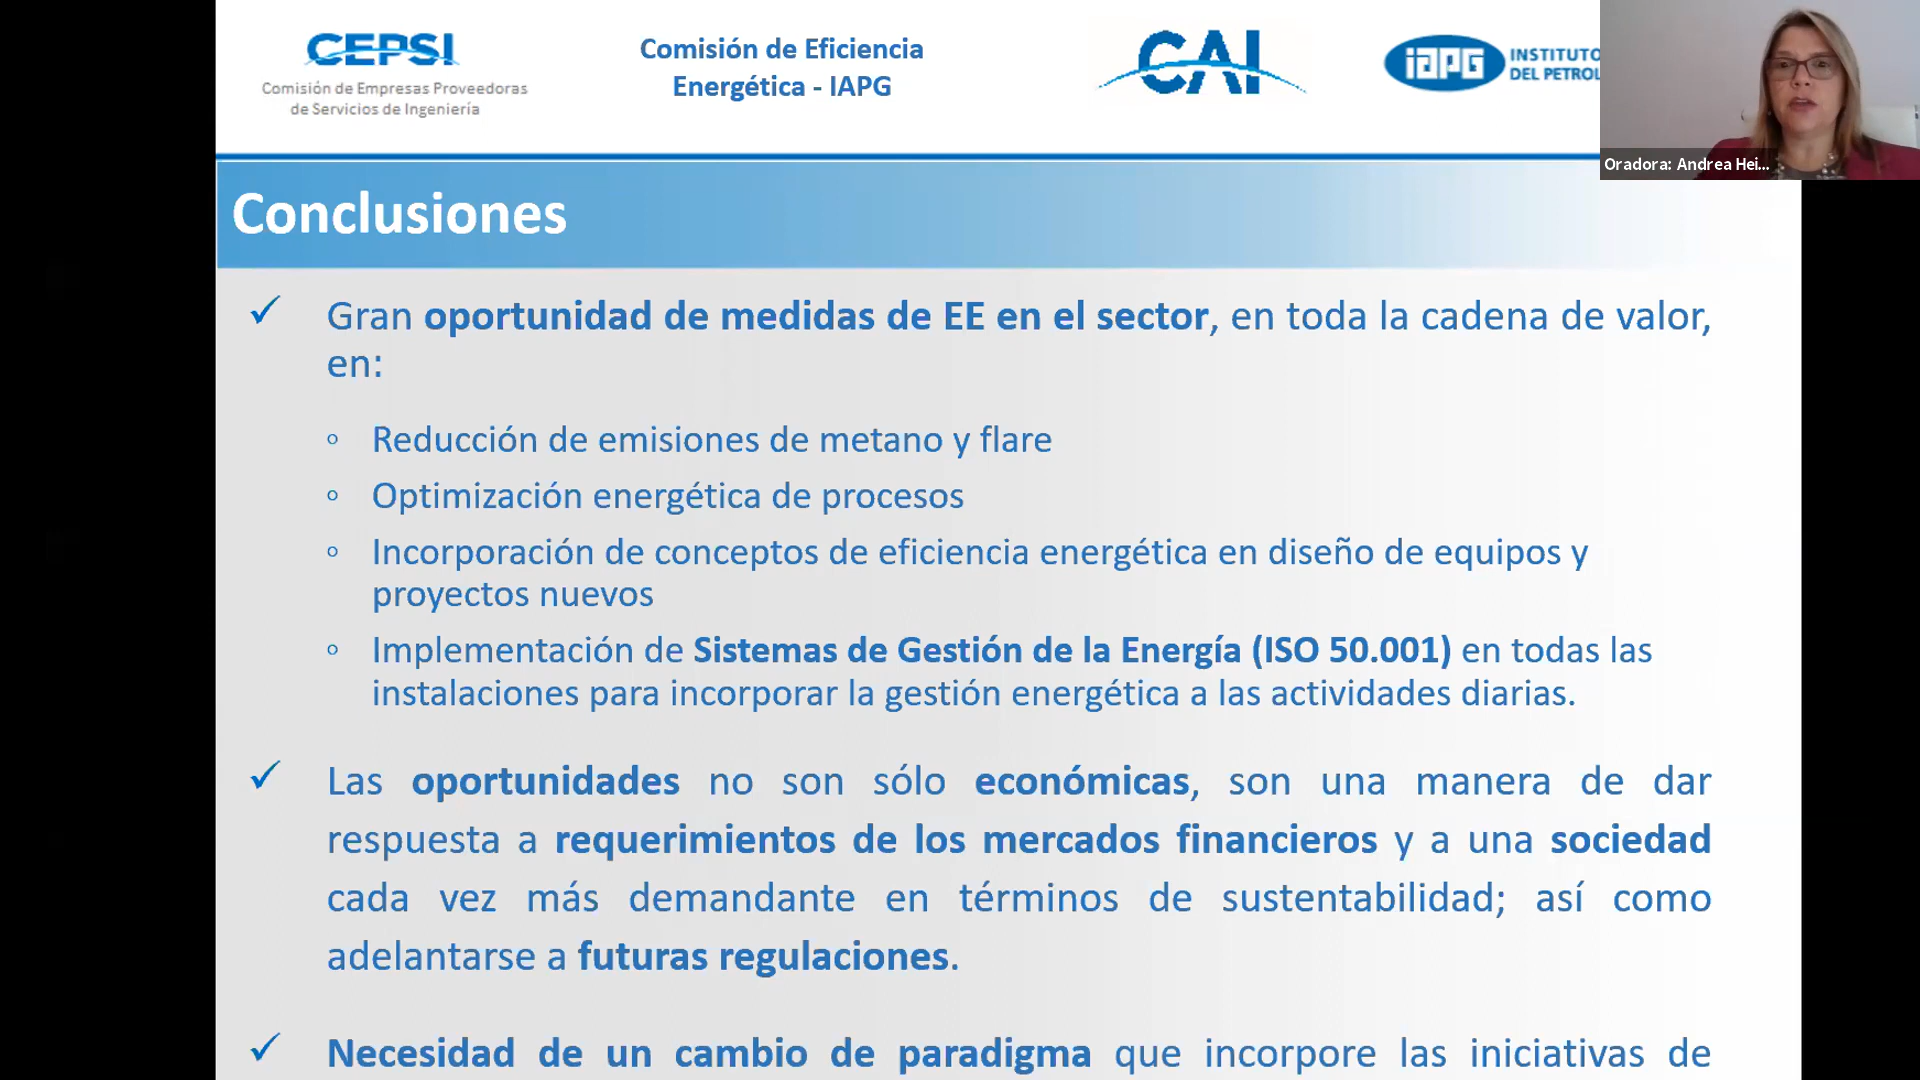 CEPSI
Comisión de Empresas Proveedoras
de Servicios de Ingeniería
Comisión de Eficiencia
Energética - IAPG
CAI
iapg
INSTITUTO
DEL PETROL
Oradora: Andrea Hei...
Conclusiones
✓ Gran oportunidad de medidas de EE en el sector, en toda la cadena de valor,
en:
◦ Reducción de emisiones de metano y flare
◦ Optimización energética de procesos
◦ Incorporación de conceptos de eficiencia energética en diseño de equipos y
proyectos nuevos
◦ Implementación de Sistemas de Gestión de la Energía (ISO 50.001) en todas las
instalaciones para incorporar la gestión energética a las actividades diarias.
✓ Las oportunidades no son sólo económicas, son una manera de dar
respuesta a requerimientos de los mercados financieros y a una sociedad
cada vez más demandante en términos de sustentabilidad; así como
adelantarse a futuras regulaciones.
✓ Necesidad de un cambio de paradigma que incorpore las iniciativas de